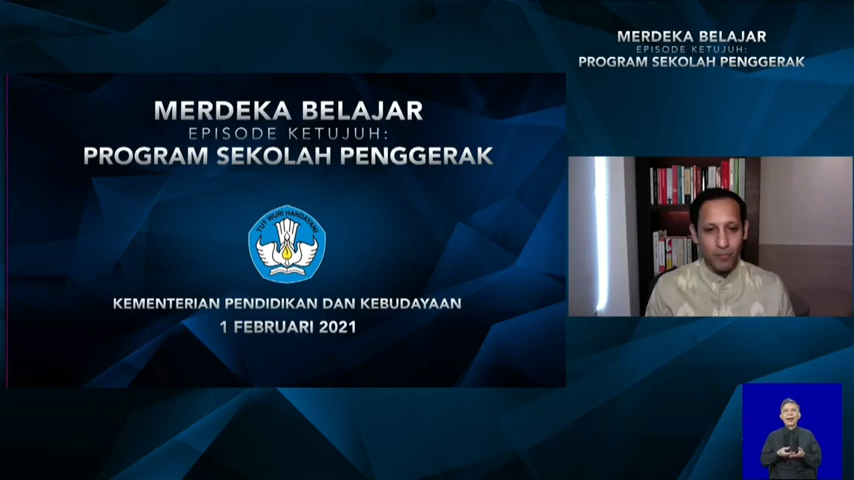 MERDEKA BELAJAR
EPISODE KETUJUH:
PROGRAM SEKOLAH PENGGERAK
MERDEKA BELAJAR
EPISODE KETUJUH:
PROGRAM SEKOLAH PENGGERAK
TUT WURI HANDAYANI
KEMENTERIAN PENDIDIKAN DAN KEBUDAYAAN
1 FEBRUARI 2021